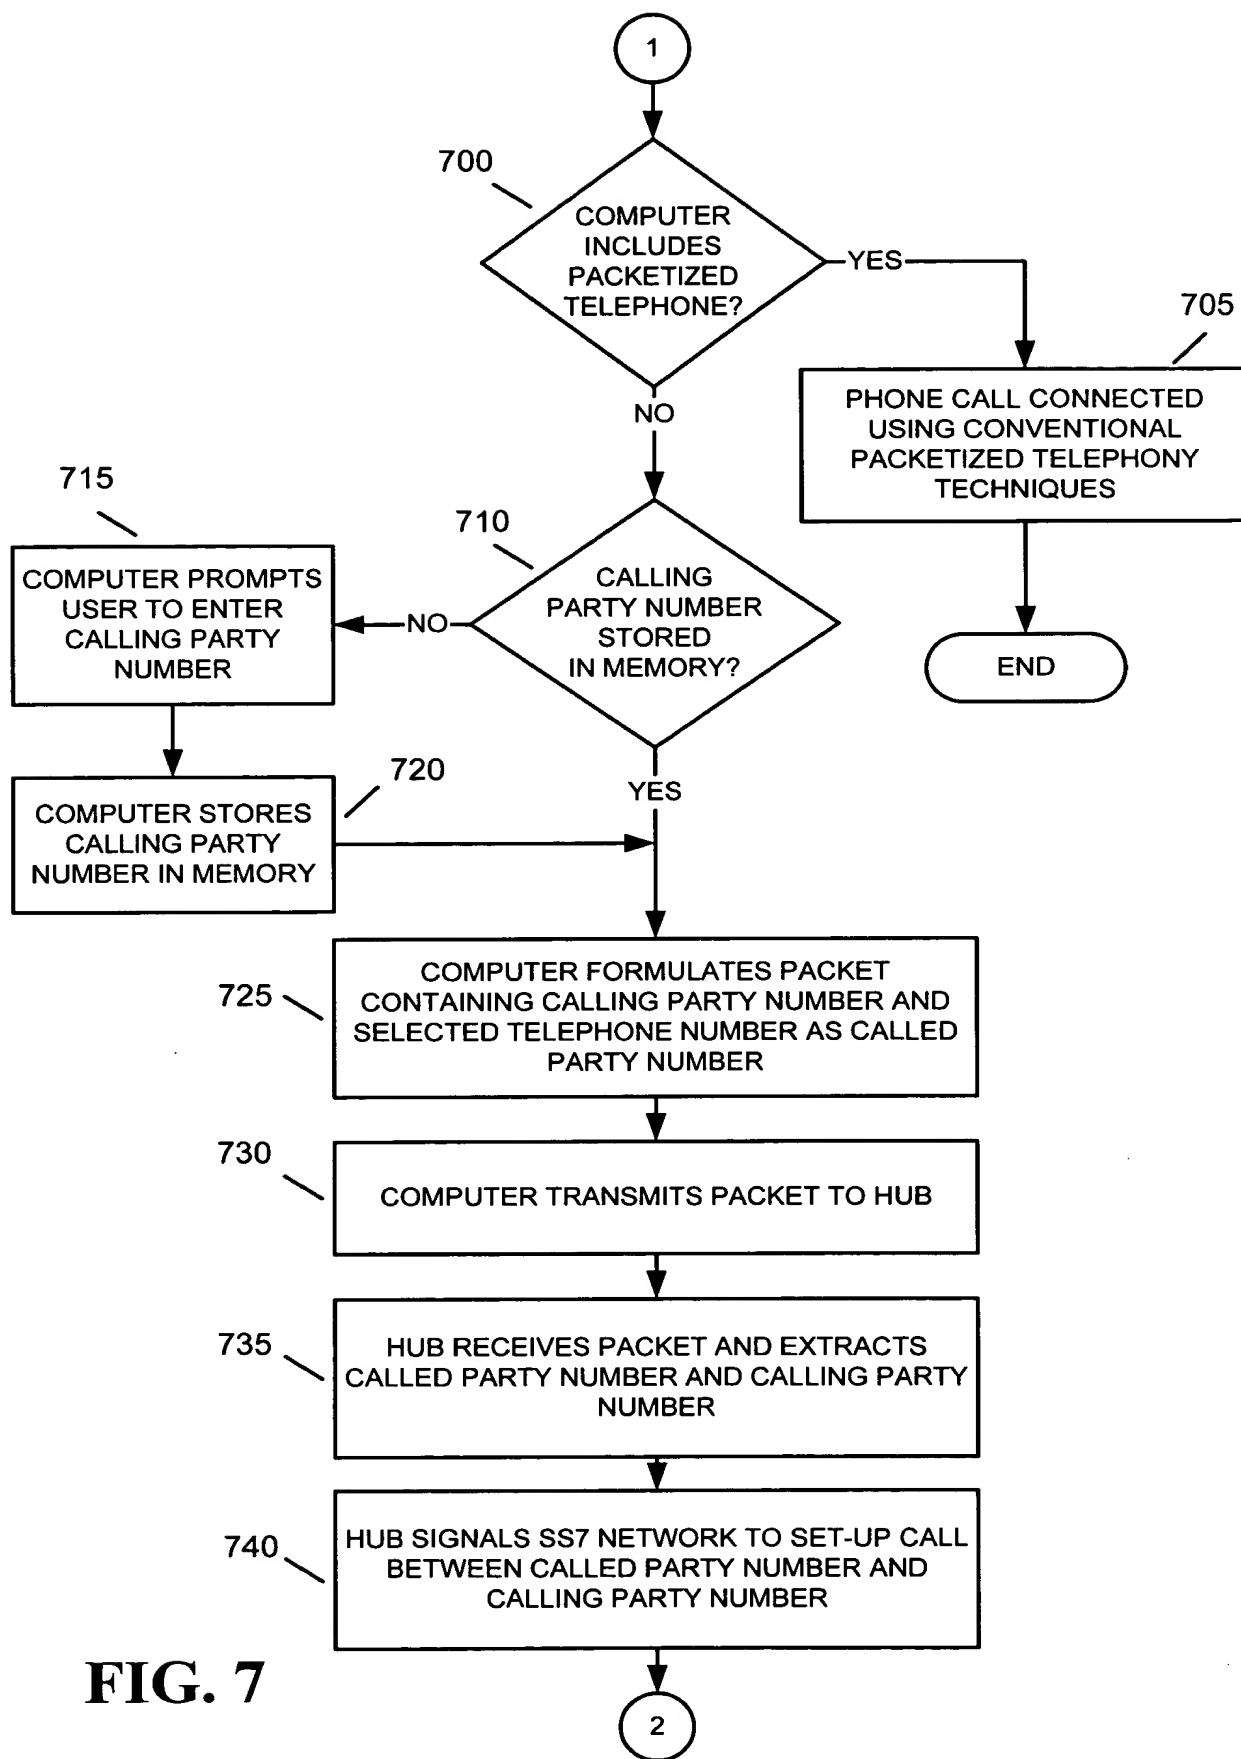 1
700
COMPUTER
INCLUDES
PACKETIZED
TELEPHONE?
YES
705
PHONE CALL CONNECTED
USING CONVENTIONAL
PACKETIZED TELEPHONY
TECHNIQUES
END
NO
710
CALLING
PARTY NUMBER
STORED
IN MEMORY?
NO
715
COMPUTER PROMPTS
USER TO ENTER
CALLING PARTY
NUMBER
720
COMPUTER STORES
CALLING PARTY
NUMBER IN MEMORY
YES
725
COMPUTER FORMULATES PACKET
CONTAINING CALLING PARTY NUMBER AND
SELECTED TELEPHONE NUMBER AS CALLED
PARTY NUMBER
730
COMPUTER TRANSMITS PACKET TO HUB
735
HUB RECEIVES PACKET AND EXTRACTS
CALLED PARTY NUMBER AND CALLING PARTY
NUMBER
740
HUB SIGNALS SS7 NETWORK TO SET-UP CALL
BETWEEN CALLED PARTY NUMBER AND
CALLING PARTY NUMBER
2
FIG. 7